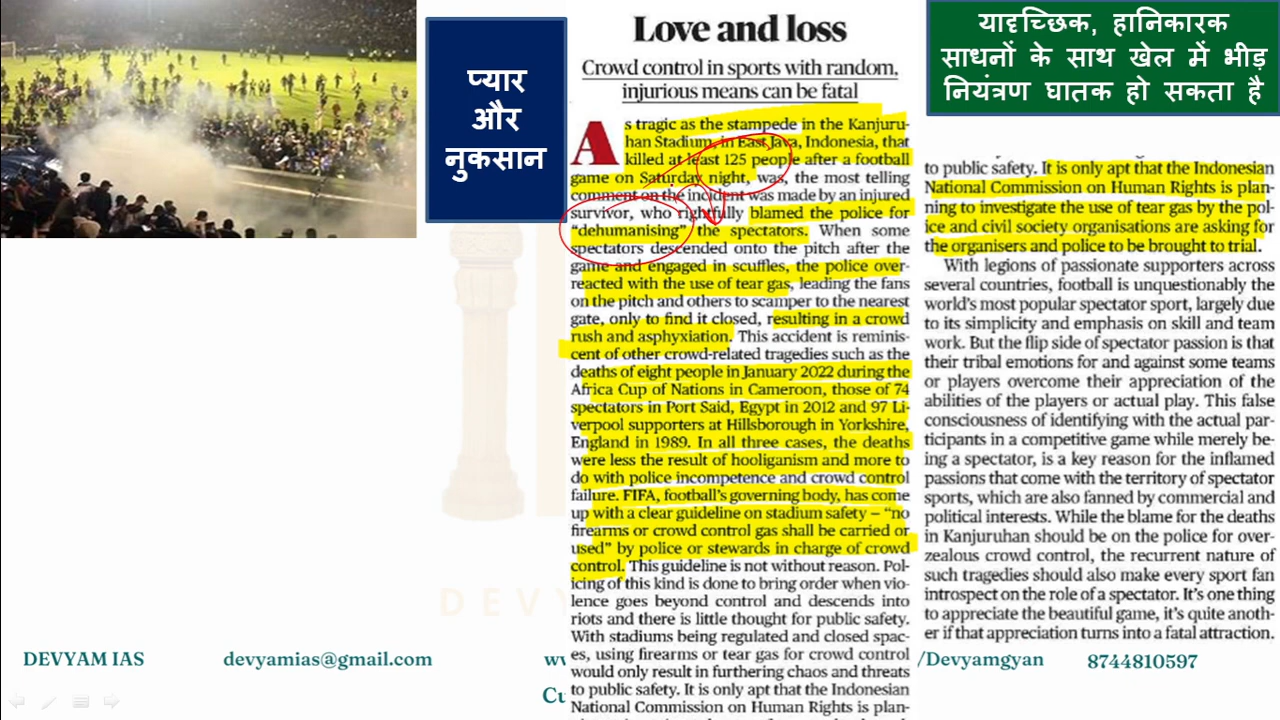 प्यार
और
नुकसान
Love and loss
Crowd control in sports with random,
injurious means can be fatal
यादृच्छिक, हानिकारक
साधनों के साथ खेल में भीड़
नियंत्रण घातक हो सकता है
As tragic as the stampede in the Kanjuru-
han Stadium, in East Java, Indonesia, that
killed at least 125 people after a football
game on Saturday night, was, the most telling
comment on the incident was made by an injured
survivor, who rightfully blamed the police for
“dehumanising” the spectators. When some
spectators descended onto the pitch after the
game and engaged in scuffles, the police over-
reacted with the use of tear gas, leading the fans
on the pitch and others to scamper to the nearest
gate, only to find it closed, resulting in a crowd
rush and asphyxiation. This accident is reminis-
cent of other crowd-related tragedies such as the
deaths of eight people in January 2022 during the
Africa Cup of Nations in Cameroon, those of 74
spectators in Port Said, Egypt in 2012 and 97 Li-
verpool supporters at Hillsborough in Yorkshire,
England in 1989. In all three cases, the deaths
were less the result of hooliganism and more to
do with police incompetence and crowd control
failure. FIFA, football’s governing body, has come
up with a clear guideline on stadium safety – “no
firearms or crowd control gas shall be carried or
used” by police or stewards in charge of crowd
control. This guideline is not without reason. Pol-
icing of this kind is done to bring order when vio-
lence goes beyond control and descends into
riots and there is little thought for public safety.
With stadiums being regulated and closed spac-
es, using firearms or tear gas for crowd control
would only result in furthering chaos and threats
to public safety. It is only apt that the Indonesian
National Commission on Human Rights is plan-
to public safety. It is only apt that the Indonesian
National Commission on Human Rights is plan-
ning to investigate the use of tear gas by the pol-
ice and civil society organisations are asking for
the organisers and police to be brought to trial.
With legions of passionate supporters across
several countries, football is unquestionably the
world’s most popular spectator sport, largely due
to its simplicity and emphasis on skill and team
work. But the flip side of spectator passion is that
their tribal emotions for and against some teams
or players overcome their appreciation of the
abilities of the players or actual play. This false
consciousness of identifying with the actual par-
ticipants in a competitive game while merely be-
ing a spectator, is a key reason for the inflamed
passions that come with the territory of spectator
sports, which are also fanned by commercial and
political interests. While the blame for the deaths
in Kanjuruhan should be on the police for over-
zealous crowd control, the recurrent nature of
such tragedies should also make every sport fan
introspect on the role of a spectator. It’s one thing
to appreciate the beautiful game, it’s quite anoth-
er if that appreciation turns into a fatal attraction.
DEVY
DEVYAM IAS devyamias@gmail.com /Devyamgyan 8744810597